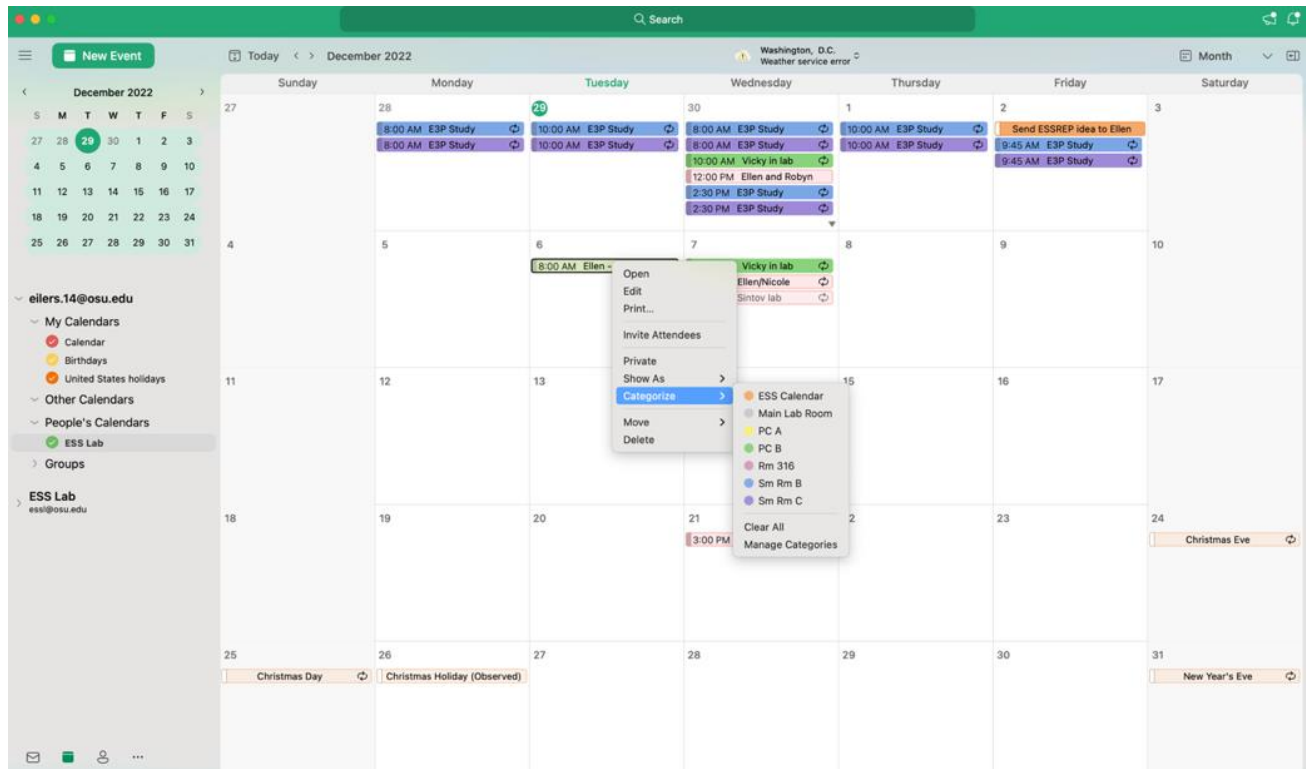 Search
New Event
Today < > December 2022
Washington, D.C.
Weather service error
Month
December 2022
S M T W T F S
27 28 29 30 1 2 3
4 5 6 7 8 9 10
11 12 13 14 15 16 17
18 19 20 21 22 23 24
25 26 27 28 29 30 31
eilers.14@osu.edu
My Calendars
Calendar
Birthdays
United States holidays
Other Calendars
People's Calendars
ESS Lab
Groups
ESS Lab
essl@osu.edu
Sunday Monday Tuesday Wednesday Thursday Friday Saturday
27 28 29 30 1 2 3
8:00 AM E3P Study
8:00 AM E3P Study
10:00 AM E3P Study
10:00 AM E3P Study
8:00 AM E3P Study
8:00 AM E3P Study
10:00 AM Vicky in lab
12:00 PM Ellen and Robyn
2:30 PM E3P Study
2:30 PM E3P Study
10:00 AM E3P Study
10:00 AM E3P Study
Send ESSREP idea to Ellen
9:45 AM E3P Study
9:45 AM E3P Study
4 5 6 7 8 9 10
8:00 AM Ellen -
Vicky in lab
Ellen/Nicole
Sintov lab
Open
Edit
Print...
Invite Attendees
Private
Show As
Categorize
Move
Delete
ESS Calendar
Main Lab Room
PC A
PC B
Rm 316
Sm Rm B
Sm Rm C
Clear All
Manage Categories
11 12 13 15 16 17
18 19 20 21 2 23 24
3:00 PM
Christmas Eve
25 26 27 28 29 30 31
Christmas Day
Christmas Holiday (Observed)
New Year's Eve